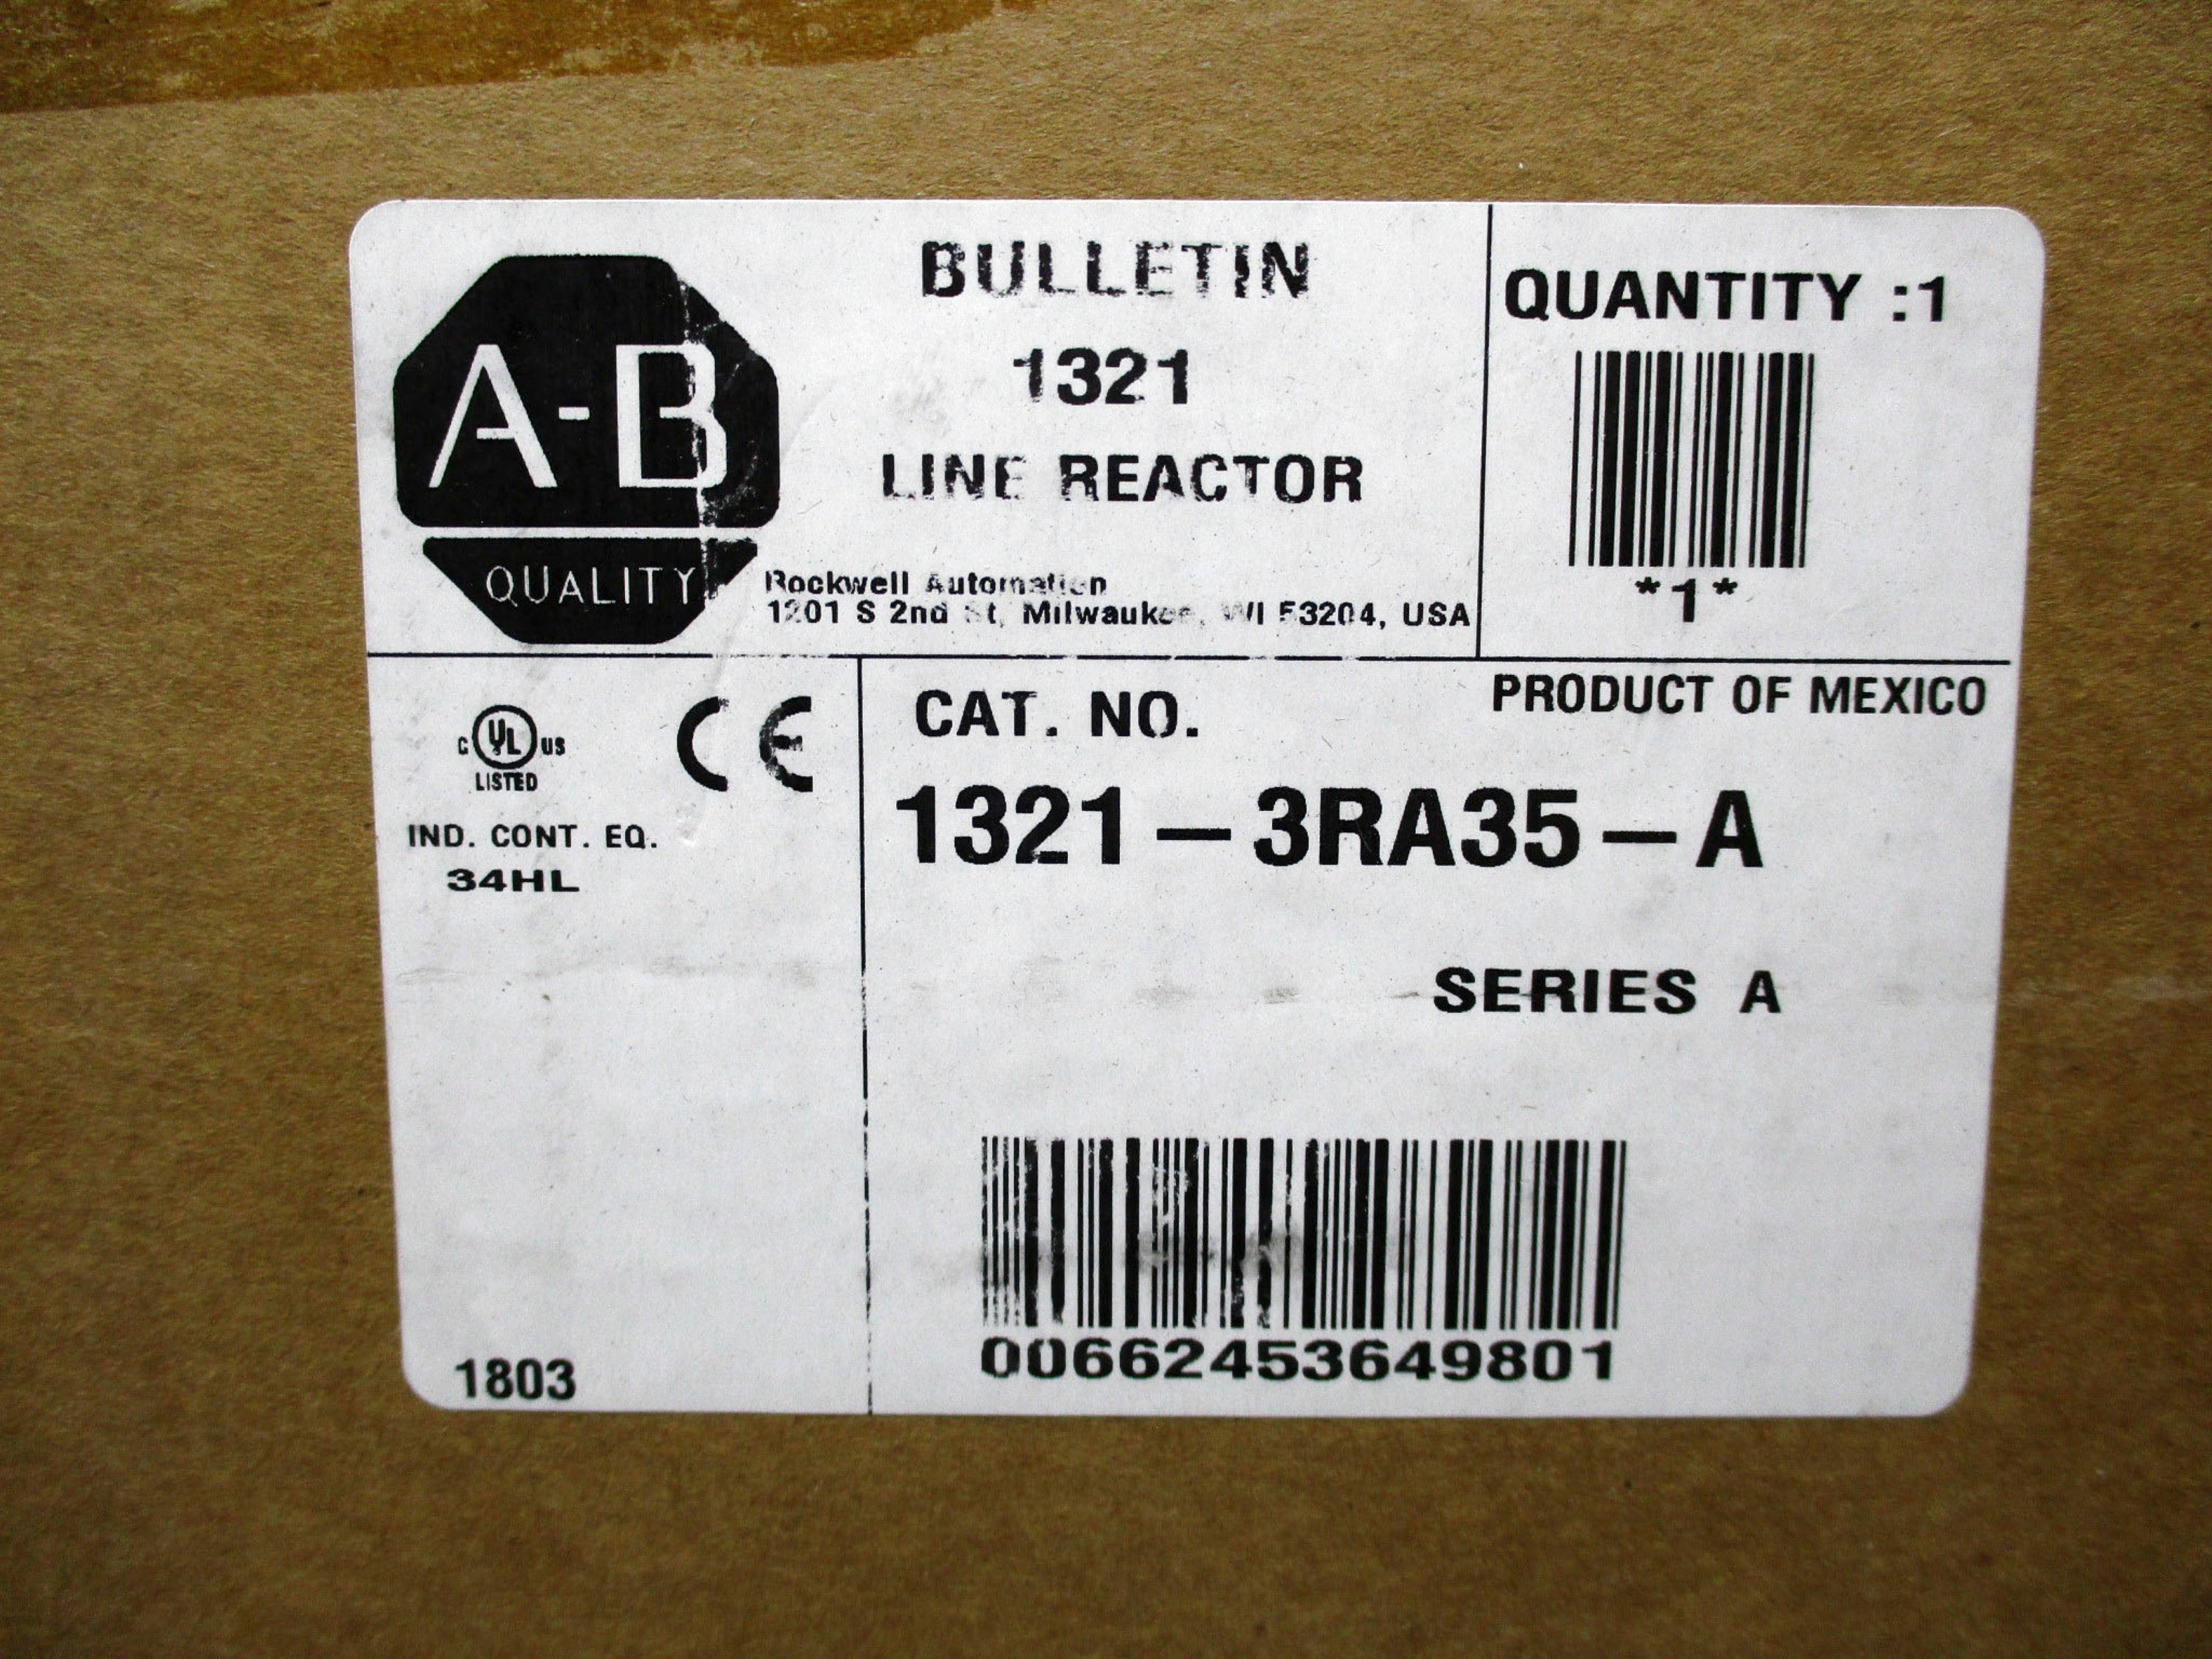 BULLETIN
1321
LINE REACTOR
QUANTITY :1
*1*
A-B
QUALITY
Rockwell Automation
1201 S 2nd St, Milwaukee, WI 53204, USA
C UL US
LISTED
CE
IND. CONT. EQ.
34HL
1803
CAT. NO.
PRODUCT OF MEXICO
1321-3RA35-A
SERIES A
00662453649801